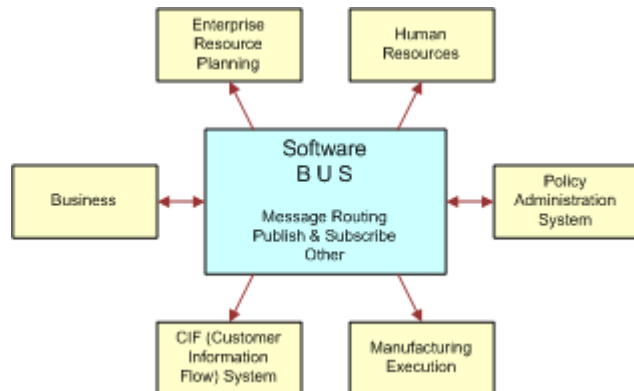 Enterprise
Resource
Planning
Human
Resources
Software
B U S
Message Routing
Publish & Subscribe
Other
Business
Policy
Administration
System
CIF (Customer
Information
Flow) System
Manufacturing
Execution